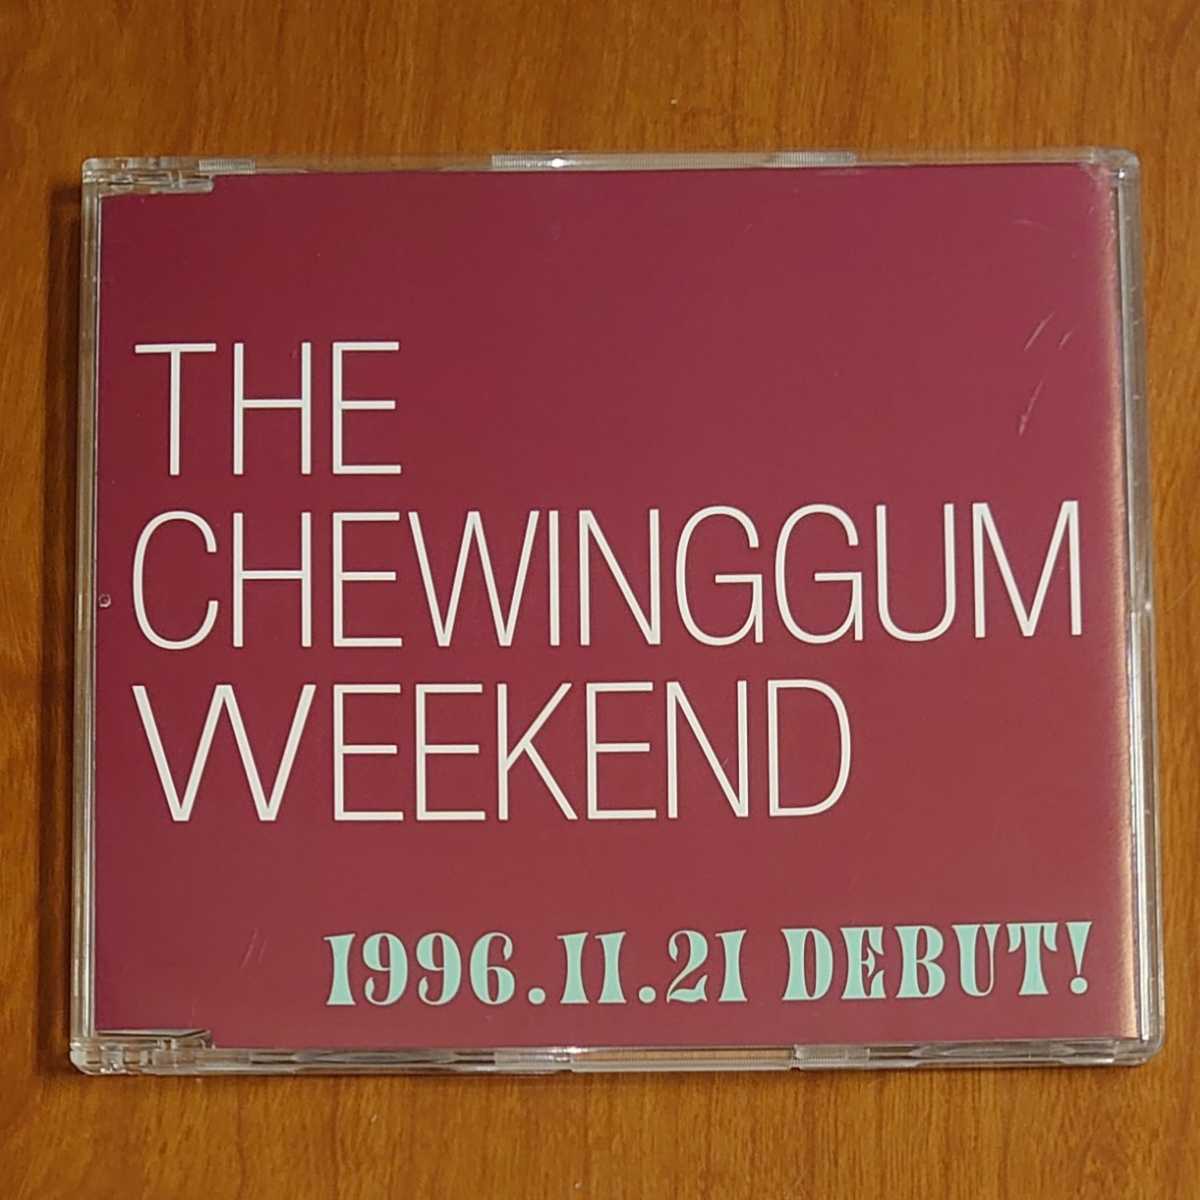 THE
CHEWINGGUM
WEEKEND
1996.11.21 DEBUT!